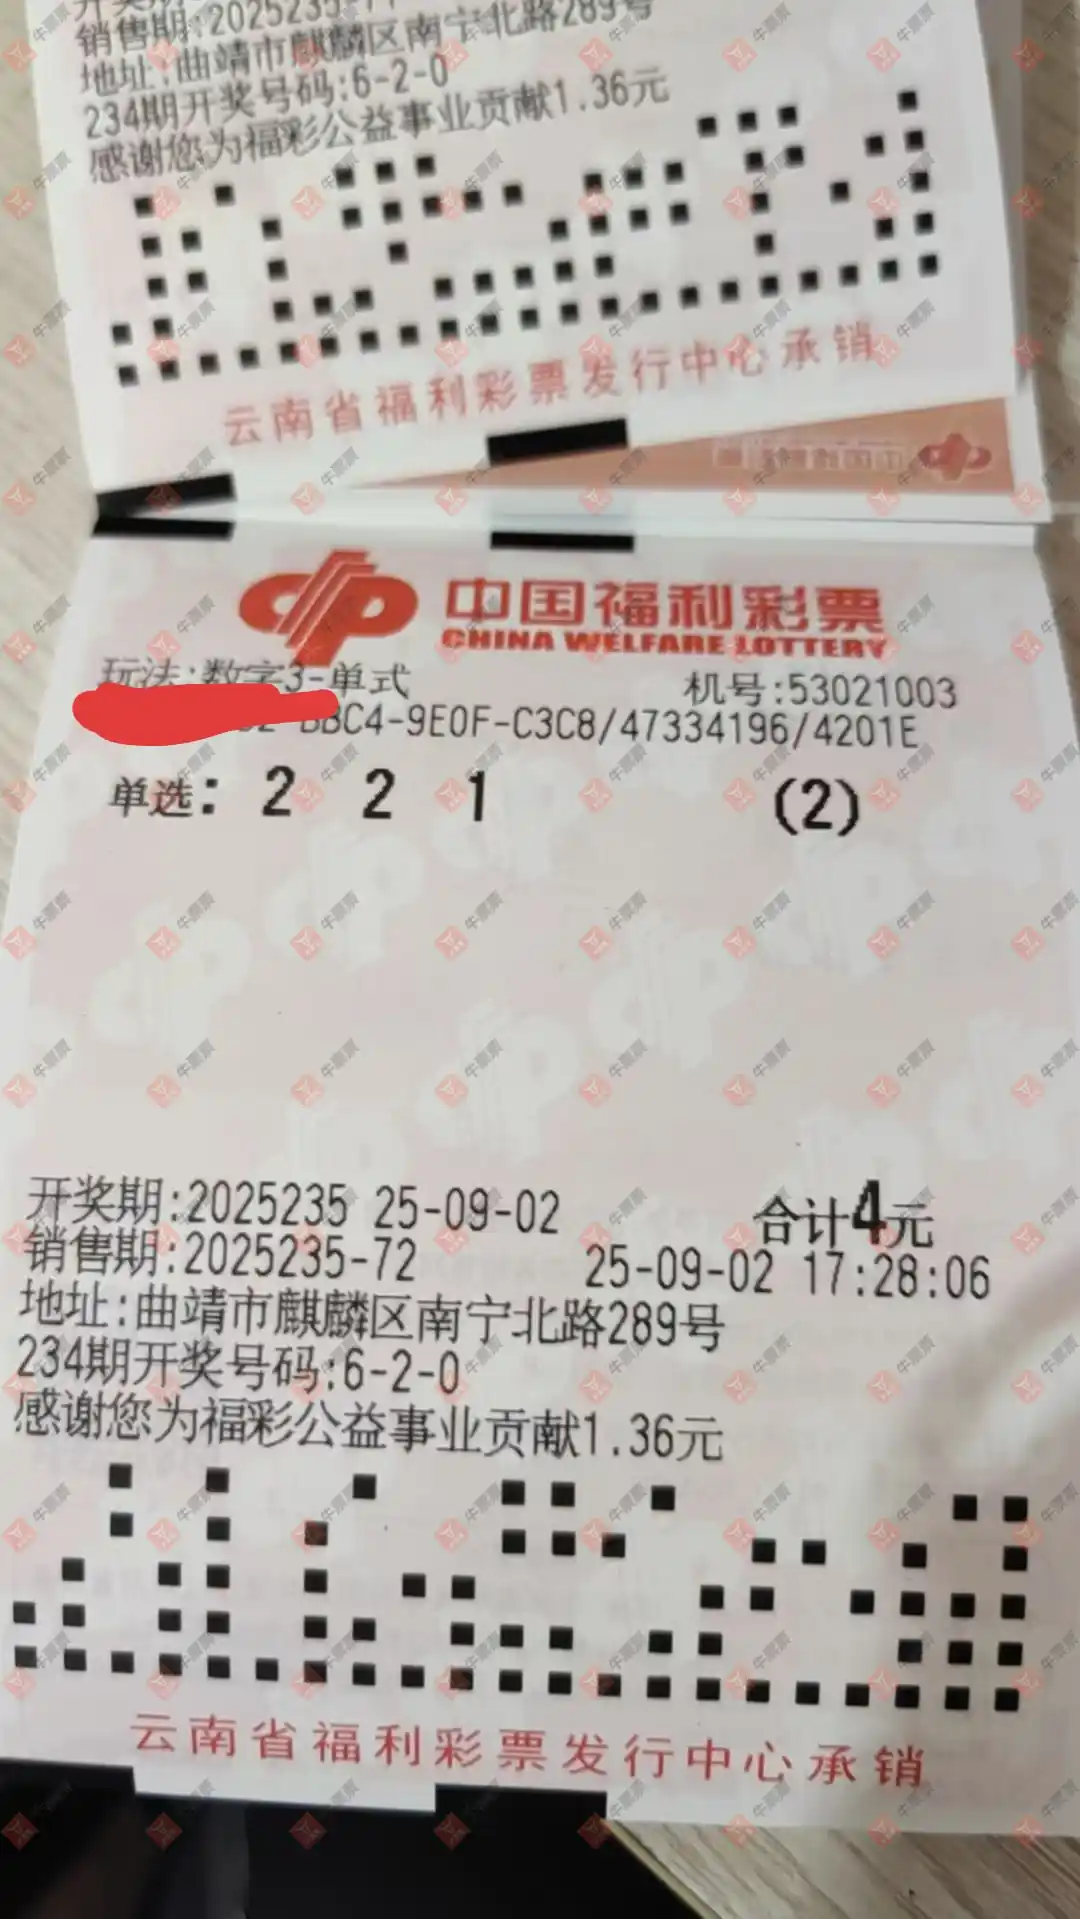 销售期:2025235-71
地址:曲靖市麒麟区南宁北路289号
234期开奖号码:6-2-0
感谢您为福彩公益事业贡献1.36元
云南省福利彩票发行中心承销
中国福利彩票
CHINA WELFARE LOTTERY
玩法:数字3-单式 机号:53021003
BBC4-9E0F-C3C8/47334196/4201E
单选: 2 2 1 (2)
开奖期:2025235 25-09-02 合计4元
销售期:2025235-72 25-09-02 17:28:06
地址:曲靖市麒麟区南宁北路289号
234期开奖号码:6-2-0
感谢您为福彩公益事业贡献1.36元
云南省福利彩票发行中心承销
牛票票